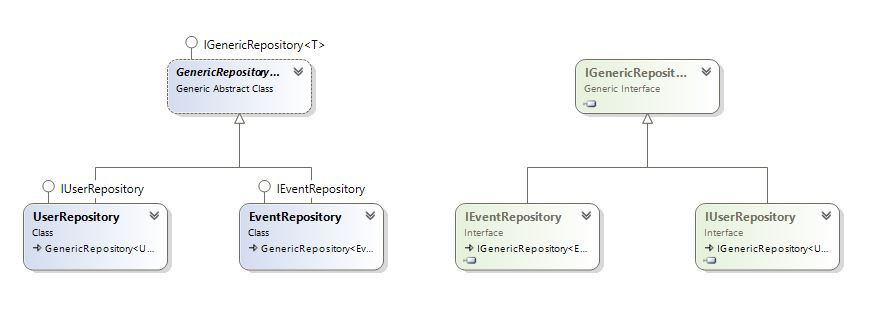 IGenericRepository<T>
GenericRepository...
Generic Abstract Class
IGenericReposit...
Generic Interface
IUserRepository
IEventRepository
UserRepository
Class
GenericRepository<U...
EventRepository
Class
GenericRepository<Ev...
IEventRepository
Interface
IGenericRepository<E...
IUserRepository
Interface
IGenericRepository<U...